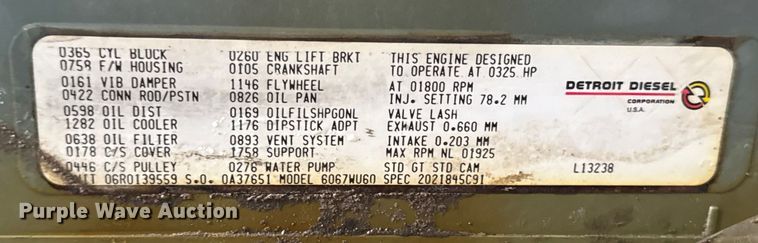 0365 CYL BLOCK 0260 ENG LIFT BRKT THIS ENGINE DESIGNED
0758 F/W HOUSING 0105 CRANKSHAFT TO OPERATE AT 0325 HP
0161 VIB DAMPER 1146 FLYWHEEL AT 01800 RPM
0422 CONN ROD/PSTN 0826 OIL PAN INJ. SETTING 78.2 MM
0598 OIL DIST 0169 OILFILSHPGONL VALVE LASH
1282 OIL COOLER 1176 DIPSTICK ADPT EXHAUST 0.660 MM
0638 OIL FILTER 0893 VENT SYSTEM INTAKE 0.203 MM
0178 C/S COVER 1758 SUPPORT MAX RPM NL 01925
0446 C/S PULLEY 0276 WATER PUMP STD GT STD CAM L13238
UNIT 06R0139559 S.O. 0A37651 MODEL 6067WU60 SPEC 2021845C91
DETROIT DIESEL
CORPORATION
U.S.A.
Purple Wave Auction